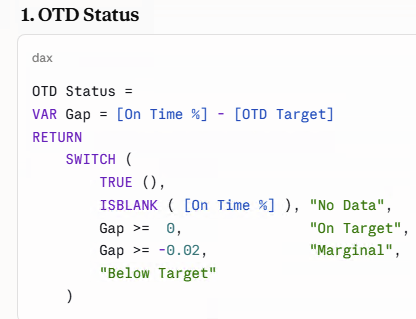 1. OTD Status
dax
OTD Status =
VAR Gap = [On Time %] - [OTD Target]
RETURN
    SWITCH (
        TRUE (),
        ISBLANK ( [On Time %] ), "No Data",
        Gap >=  0,               "On Target",
        Gap >= -0.02,            "Marginal",
        "Below Target"
    )